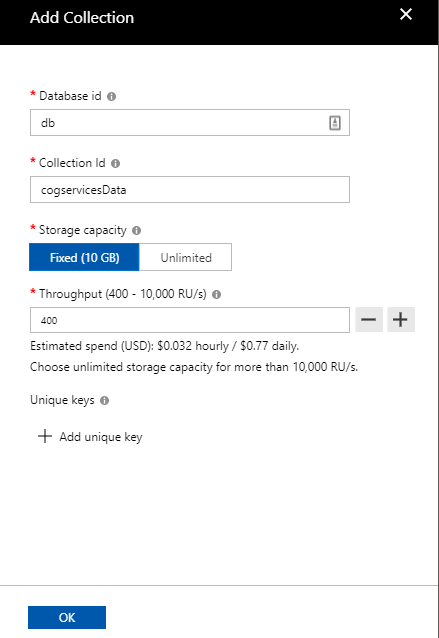 Add Collection
* Database id
db
* Collection Id
cogservicesData
* Storage capacity
Fixed (10 GB) Unlimited
* Throughput (400 - 10,000 RU/s)
400
Estimated spend (USD): $0.032 hourly / $0.77 daily.
Choose unlimited storage capacity for more than 10,000 RU/s.
Unique keys
Add unique key
OK